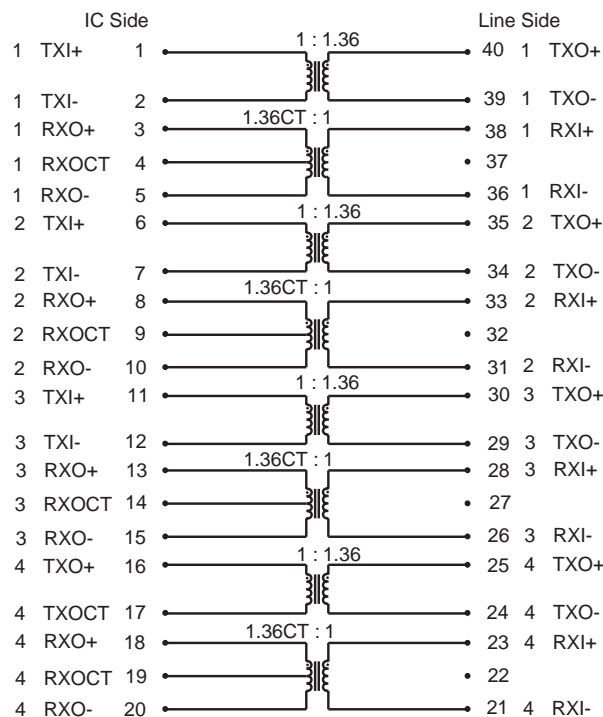 IC Side Line Side
1 TXI+ 1 1 : 1.36 40 1 TXO+
1 TXI- 2 39 1 TXO-
1 RXO+ 3 1.36CT : 1 38 1 RXI+
1 RXOCT 4 37
1 RXO- 5 36 1 RXI-
2 TXI+ 6 1 : 1.36 35 2 TXO+
2 TXI- 7 34 2 TXO-
2 RXO+ 8 1.36CT : 1 33 2 RXI+
2 RXOCT 9 32
2 RXO- 10 31 2 RXI-
3 TXI+ 11 1 : 1.36 30 3 TXO+
3 TXI- 12 29 3 TXO-
3 RXO+ 13 1.36CT : 1 28 3 RXI+
3 RXOCT 14 27
3 RXO- 15 26 3 RXI-
4 TXO+ 16 1 : 1.36 25 4 TXO+
4 TXOCT 17 24 4 TXO-
4 RXO+ 18 1.36CT : 1 23 4 RXI+
4 RXOCT 19 22
4 RXO- 20 21 4 RXI-